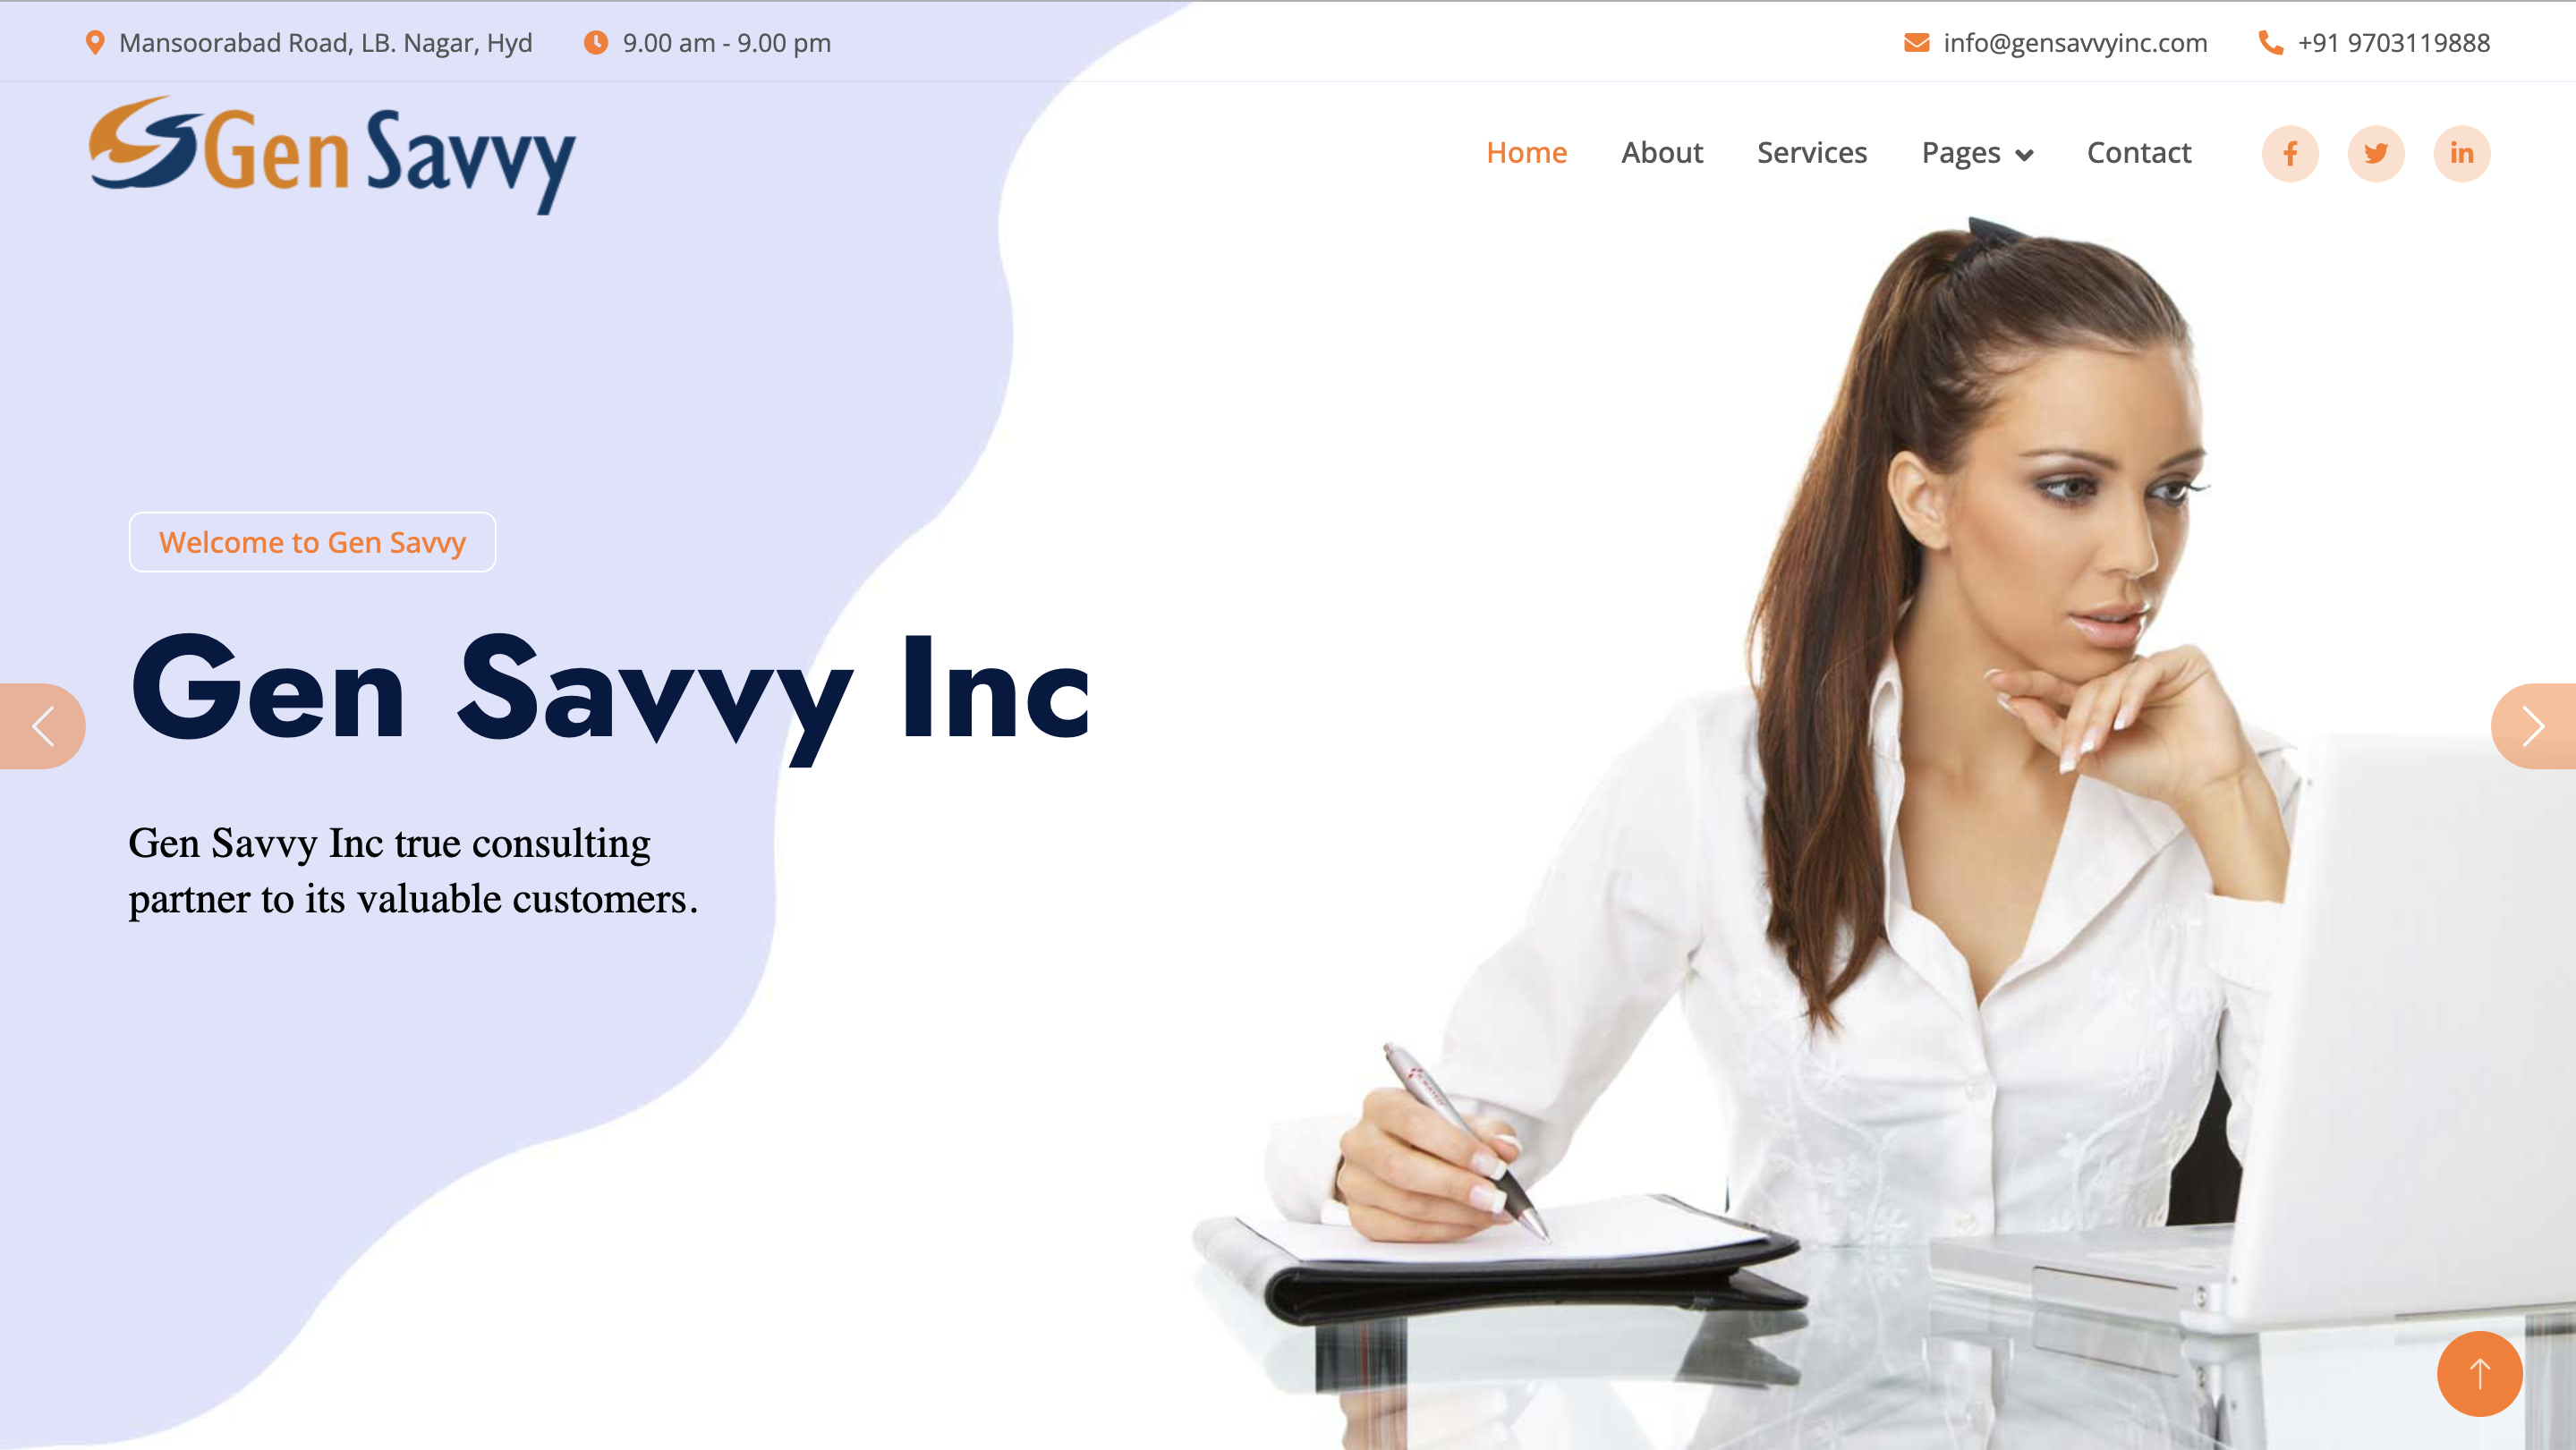 Mansoorabad Road, LB. Nagar, Hyd
9.00 am - 9.00 pm
info@gensavvyinc.com
+91 9703119888
Gen Savvy
Home
About
Services
Pages
Contact
Welcome to Gen Savvy
Gen Savvy Inc
Gen Savvy Inc true consulting
partner to its valuable customers.